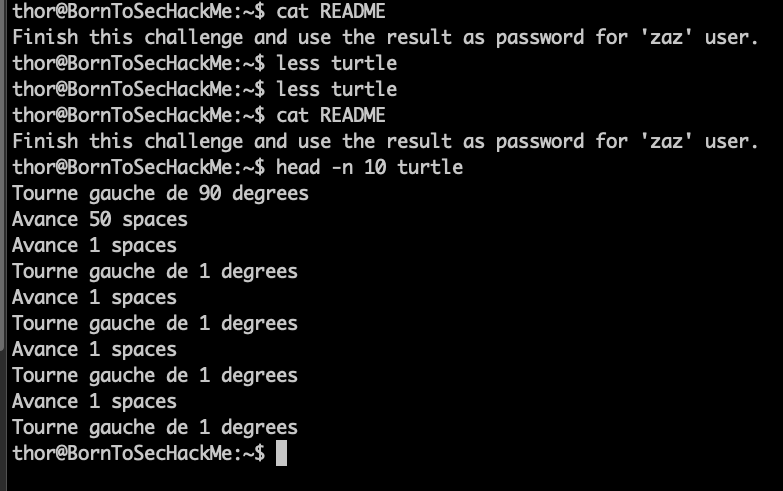 thor@BornToSecHackMe:~$ cat README
Finish this challenge and use the result as password for 'zaz' user.
thor@BornToSecHackMe:~$ less turtle
thor@BornToSecHackMe:~$ less turtle
thor@BornToSecHackMe:~$ cat README
Finish this challenge and use the result as password for 'zaz' user.
thor@BornToSecHackMe:~$ head -n 10 turtle
Tourne gauche de 90 degrees
Avance 50 spaces
Avance 1 spaces
Tourne gauche de 1 degrees
Avance 1 spaces
Tourne gauche de 1 degrees
Avance 1 spaces
Tourne gauche de 1 degrees
Avance 1 spaces
Tourne gauche de 1 degrees
thor@BornToSecHackMe:~$